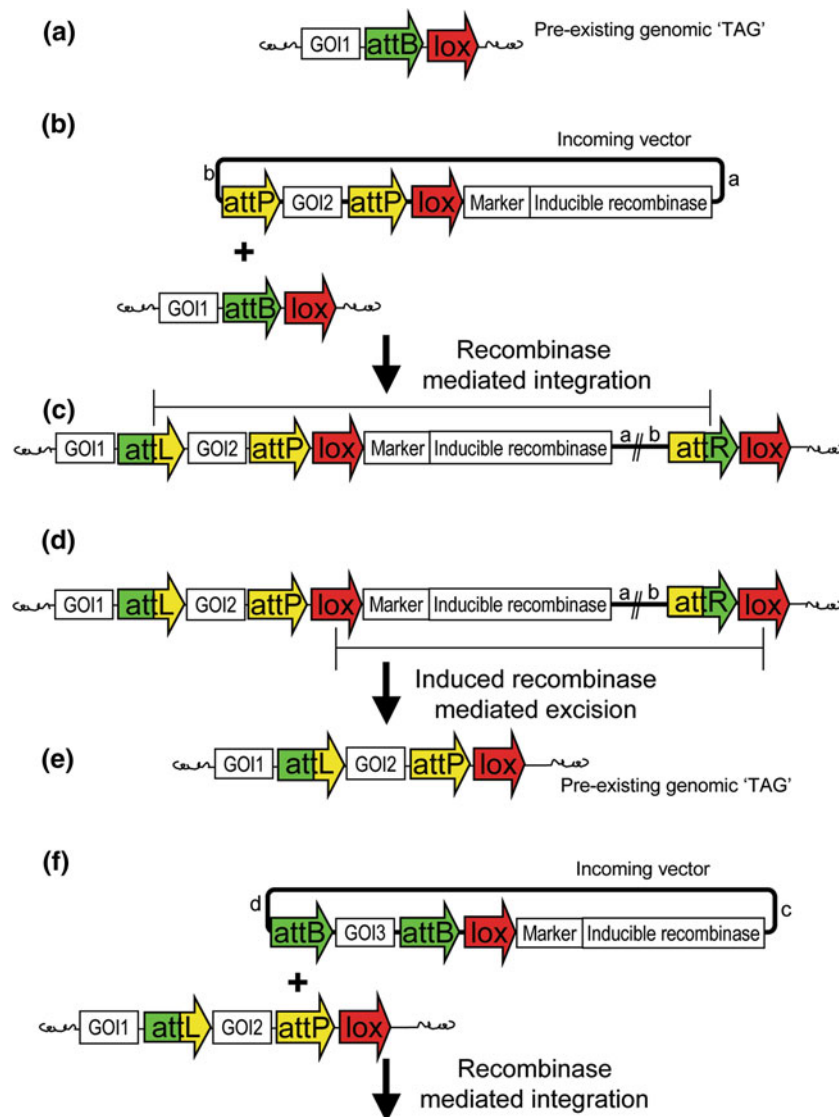 (a)
GOI1 attB lox
Pre-existing genomic ‘TAG’
(b)
Incoming vector
b a
attP GOI2 attP lox Marker Inducible recombinase
+
GOI1 attB lox
Recombinase
mediated integration
(c)
GOI1 attL GOI2 attP lox Marker Inducible recombinase a // b attR lox
(d)
GOI1 attL GOI2 attP lox Marker Inducible recombinase a // b attR lox
Induced recombinase
mediated excision
(e)
GOI1 attL GOI2 attP lox
Pre-existing genomic ‘TAG’
(f)
Incoming vector
d c
attB GOI3 attB lox Marker Inducible recombinase
+
GOI1 attL GOI2 attP lox
Recombinase
mediated integration